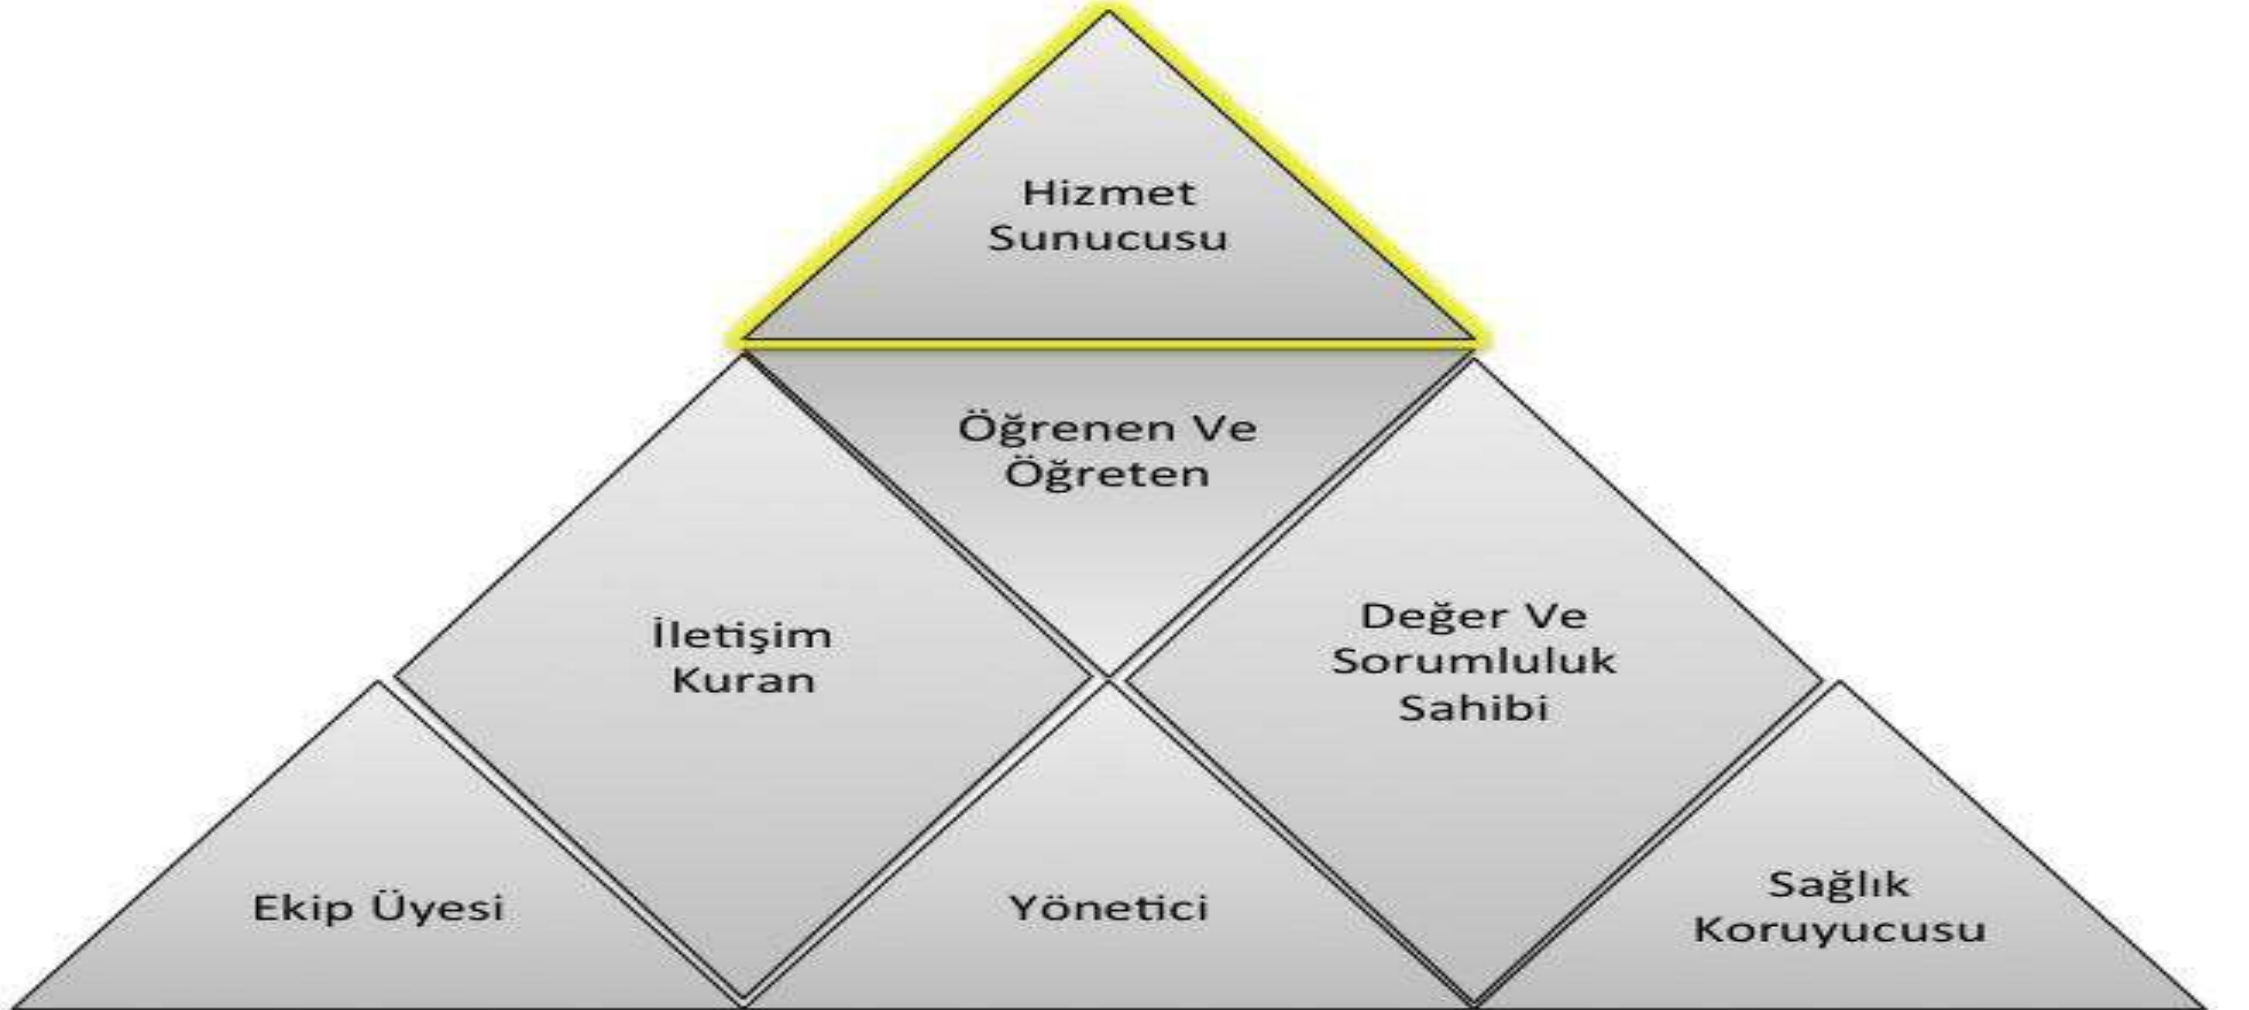 Hizmet
Sunucusu
Öğrenen Ve
Öğreten
İletişim
Kuran
Değer Ve
Sorumluluk
Sahibi
Ekip Üyesi
Yönetici
Sağlık
Koruyucusu